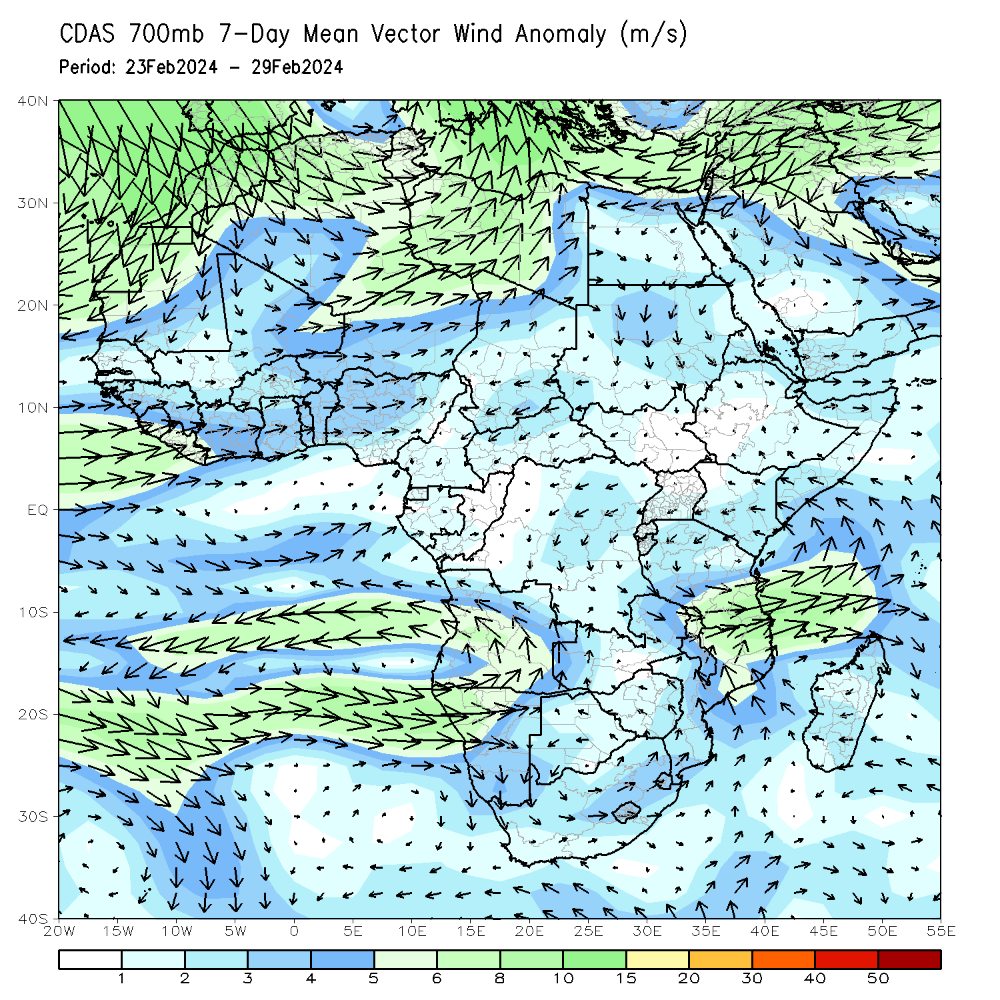 CDAS 700mb 7-Day Mean Vector Wind Anomaly (m/s)
Period: 23Feb2024 - 29Feb2024
40N
30N
20N
10N
EQ
10S
20S
30S
40S
20W 15W 10W 5W 0 5E 10E 15E 20E 25E 30E 35E 40E 45E 50E 55E
1 2 3 4 5 6 8 10 15 20 30 40 50